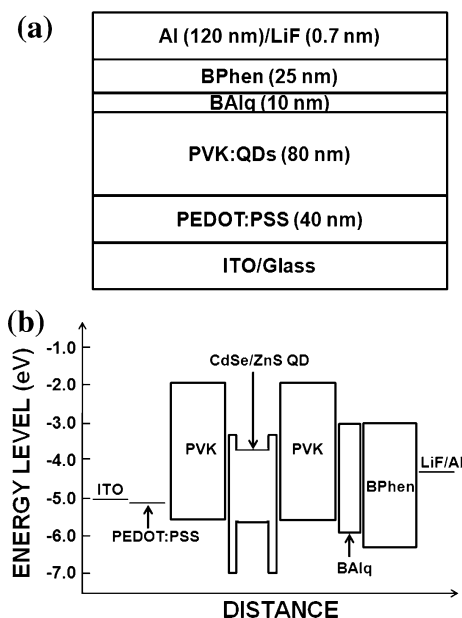 (a)
Al (120 nm)/LiF (0.7 nm)
BPhen (25 nm)
BAlq (10 nm)
PVK:QDs (80 nm)
PEDOT:PSS (40 nm)
ITO/Glass
(b)
ENERGY LEVEL (eV)
-1.0
-2.0
-3.0
-4.0
-5.0
-6.0
-7.0
CdSe/ZnS QD
PVK
PVK
LiF/Al
ITO
BPhen
PEDOT:PSS
BAlq
DISTANCE